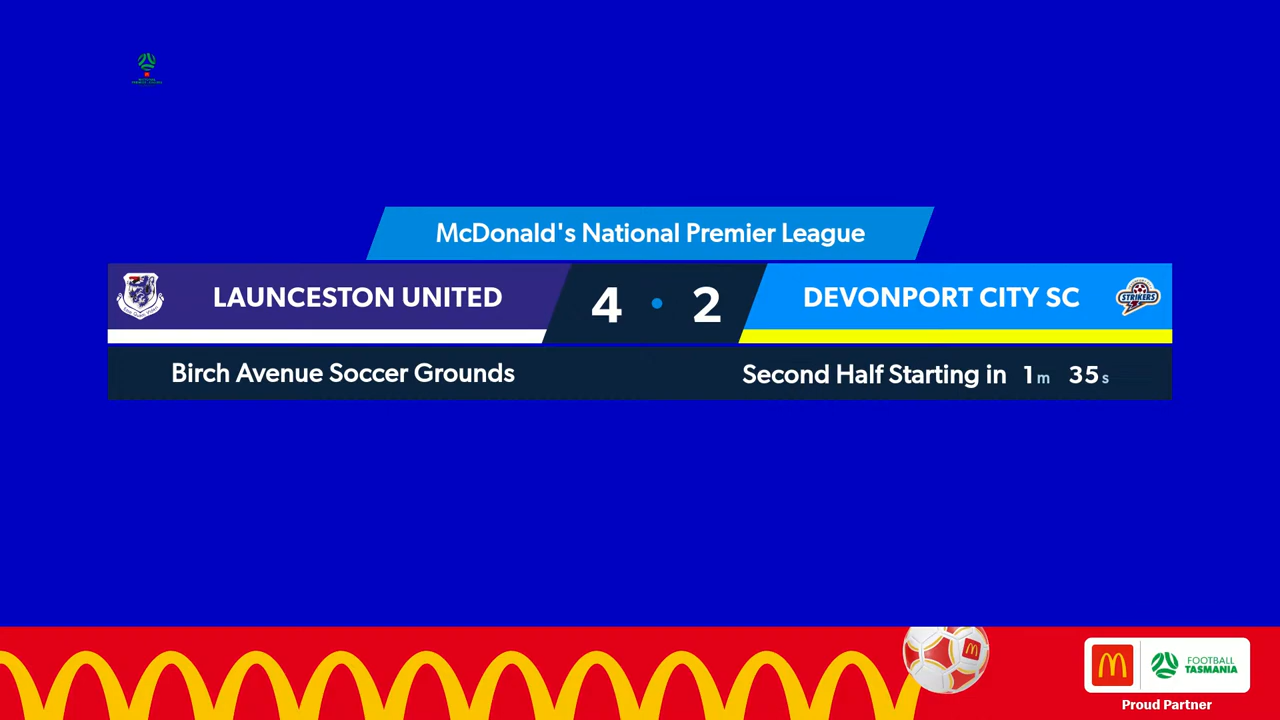 McDonald's National Premier League
LAUNCESTON UNITED 4 • 2 DEVONPORT CITY SC
STRIKERS
Birch Avenue Soccer Grounds Second Half Starting in 1m 35s
FOOTBALL
TASMANIA
Proud Partner